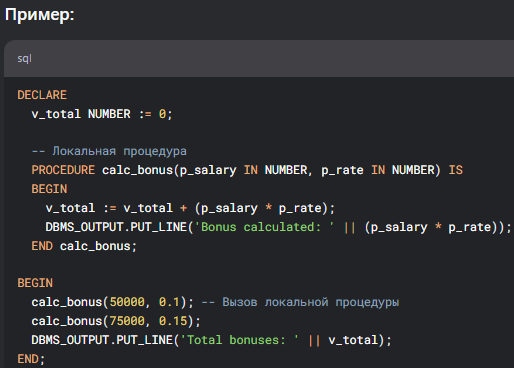 Пример:
sql
DECLARE
  v_total NUMBER := 0;

  -- Локальная процедура
  PROCEDURE calc_bonus(p_salary IN NUMBER, p_rate IN NUMBER) IS
  BEGIN
    v_total := v_total + (p_salary * p_rate);
    DBMS_OUTPUT.PUT_LINE('Bonus calculated: ' || (p_salary * p_rate));
  END calc_bonus;

BEGIN
  calc_bonus(50000, 0.1); -- Вызов локальной процедуры
  calc_bonus(75000, 0.15);
  DBMS_OUTPUT.PUT_LINE('Total bonuses: ' || v_total);
END;